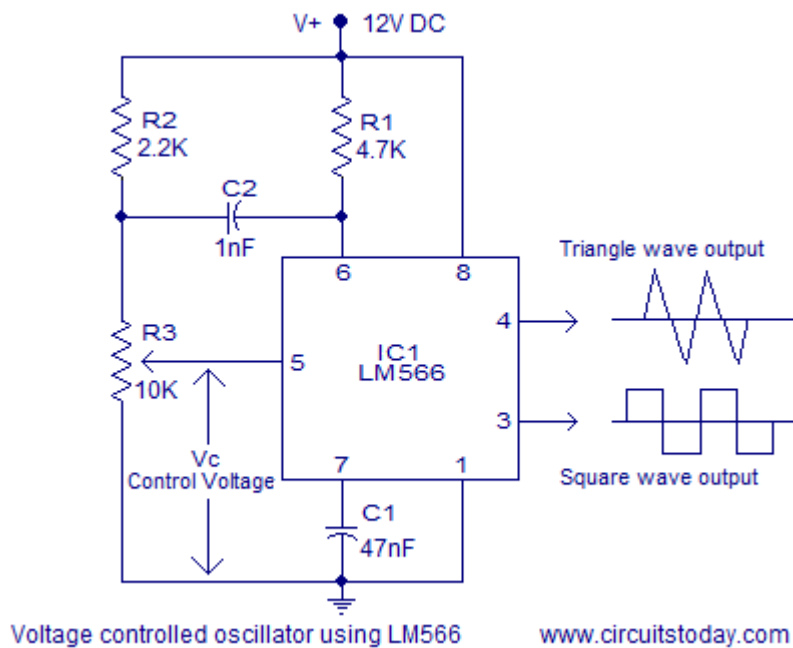 V+ 12V DC
R2
2.2K
R1
4.7K
C2
1nF
6
8
Triangle wave output
4
R3
10K
5
IC1
LM566
3
Vc
Control Voltage
7
1
Square wave output
C1
47nF
Voltage controlled oscillator using LM566
www.circuitstoday.com